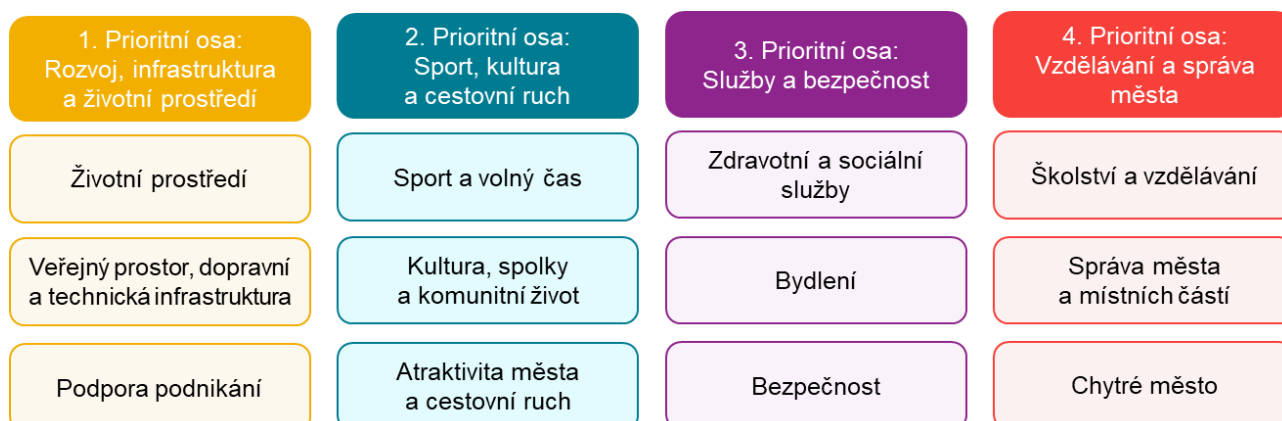 1. Prioritní osa:
Rozvoj, infrastruktura
a životní prostředí
Životní prostředí
Veřejný prostor, dopravní
a technická infrastruktura
Podpora podnikání
2. Prioritní osa:
Sport, kultura
a cestovní ruch
Sport a volný čas
Kultura, spolky
a komunitní život
Atraktivita města
a cestovní ruch
3. Prioritní osa:
Služby a bezpečnost
Zdravotní a sociální
služby
Bydlení
Bezpečnost
4. Prioritní osa:
Vzdělávání a správa
města
Školství a vzdělávání
Správa města
a místních částí
Chytré město